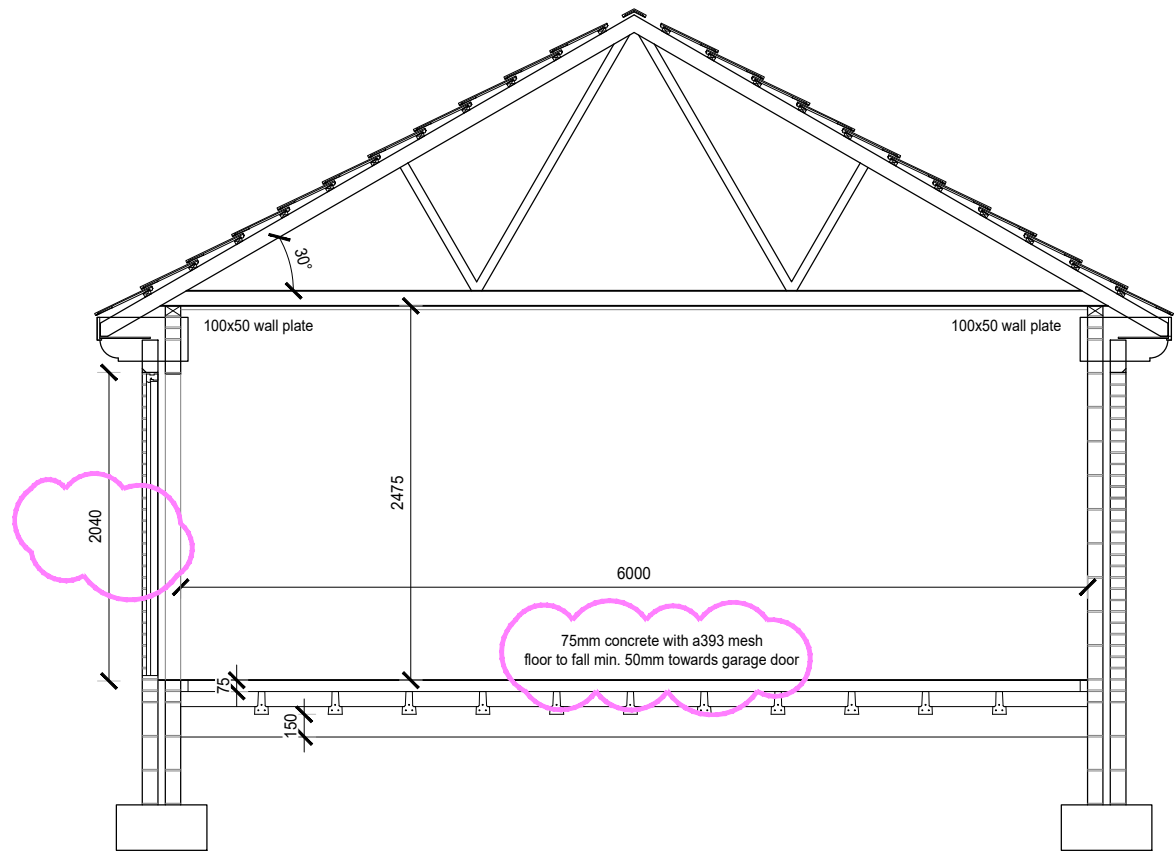 30°
100x50 wall plate
100x50 wall plate
2040
2475
6000
75mm concrete with a393 mesh
floor to fall min. 50mm towards garage door
75
150